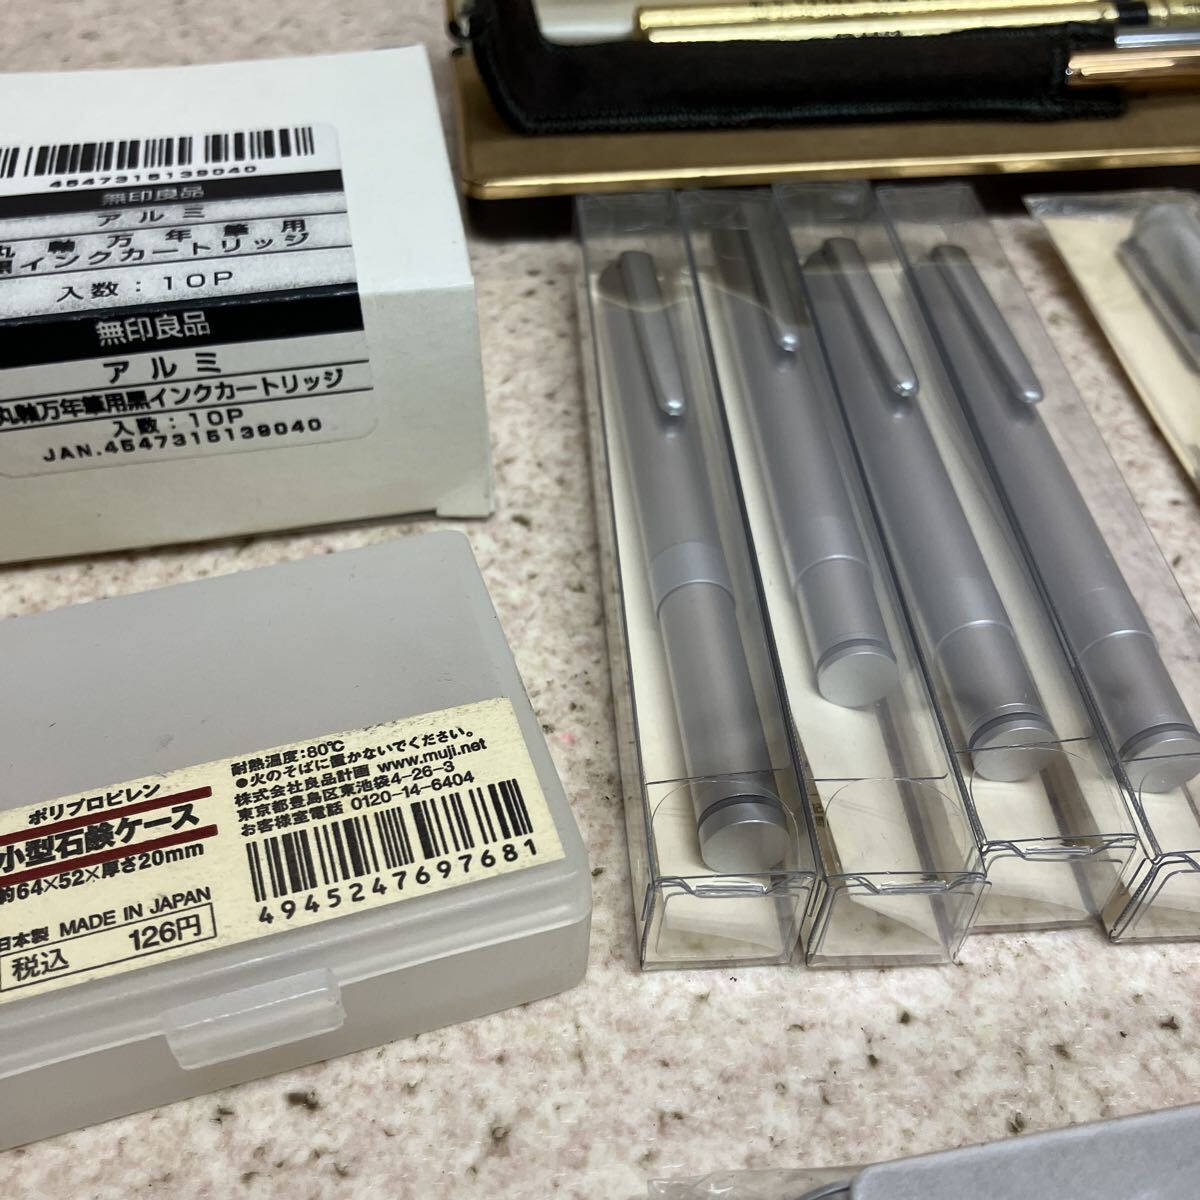 4547315139040
無印良品
アルミ
丸軸万年筆用
黒インクカートリッジ
入数：10P
無印良品
アルミ
丸軸万年筆用黒インクカートリッジ
入数：10P
JAN.4547315139040
ポリプロピレン
小型石鹸ケース
約64×52×厚さ20mm
日本製 MADE IN JAPAN
税込 126円
耐熱温度:80℃
●火のそばに置かないでください。
株式会社良品計画 www.muji.net
東京都豊島区東池袋4-26-3
お客様室電話 0120-14-6404
4945247697681